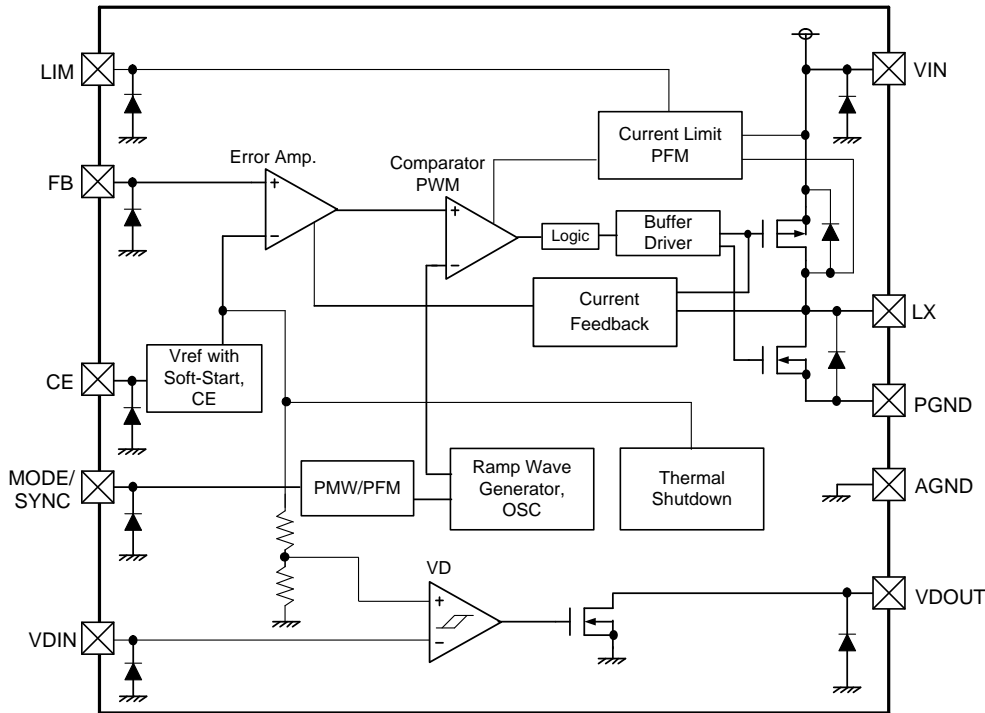 LIM
VIN
Current Limit
PFM
Error Amp.
Comparator
PWM
FB
+
−
+
−
Logic
Buffer
Driver
Current
Feedback
LX
Vref with
Soft-Start,
CE
CE
PGND
MODE/
SYNC
PMW/PFM
Ramp Wave
Generator,
OSC
Thermal
Shutdown
AGND
VD
+
−
VDOUT
VDIN